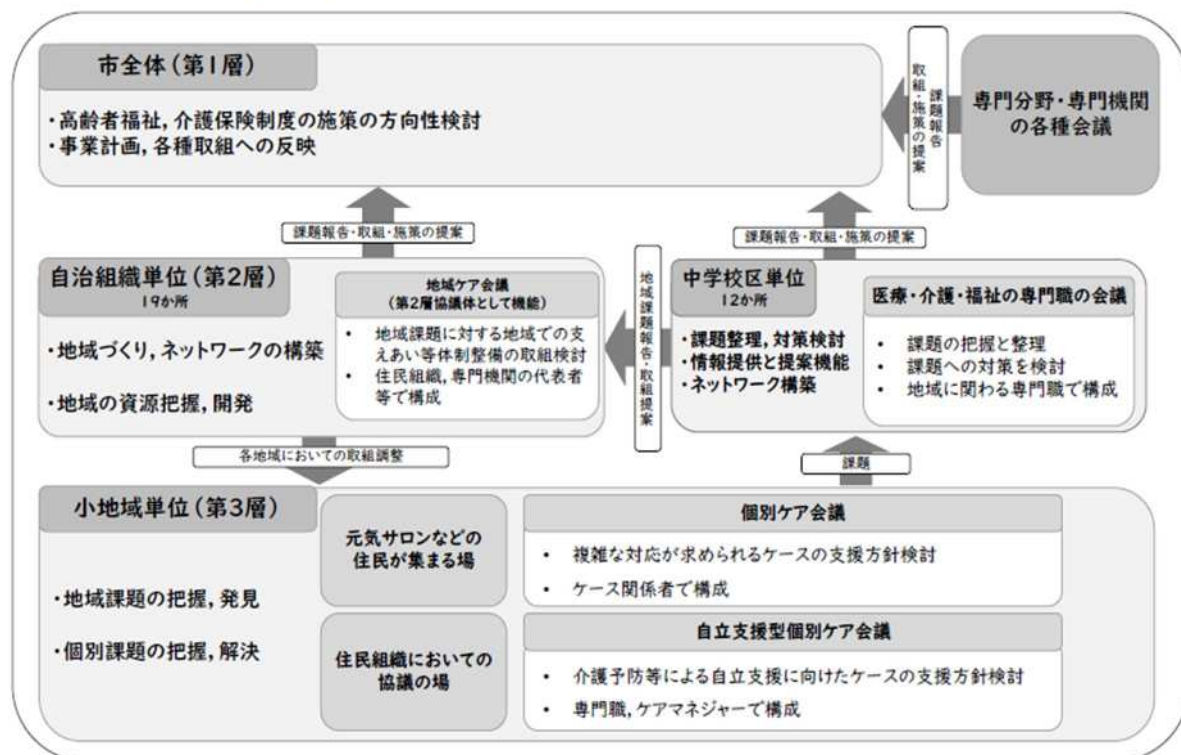 市全体(第1層)
・高齢者福祉,介護保険制度の施策の方向性検討
・事業計画,各種取組への反映
課題報告
取組・施策の提案
専門分野・専門機関
の各種会議
課題報告・取組・施策の提案
課題報告・取組・施策の提案
自治組織単位(第2層)
19か所
・地域づくり,ネットワークの構築
・地域の資源把握,開発
地域ケア会議
(第2層協議体として機能)
• 地域課題に対する地域での支
えあい等体制整備の取組検討
• 住民組織,専門機関の代表者
等で構成
地域課題報告・取組提案
中学校区単位
12か所
・課題整理,対策検討
・情報提供と提案機能
・ネットワーク構築
医療・介護・福祉の専門職の会議
• 課題の把握と整理
• 課題への対策を検討
• 地域に関わる専門職で構成
各地域においての取組調整
課題
小地域単位(第3層)
・地域課題の把握,発見
・個別課題の把握,解決
元気サロンなどの
住民が集まる場
住民組織においての
協議の場
個別ケア会議
• 複雑な対応が求められるケースの支援方針検討
• ケース関係者で構成
自立支援型個別ケア会議
• 介護予防等による自立支援に向けたケースの支援方針検討
• 専門職,ケアマネジャーで構成